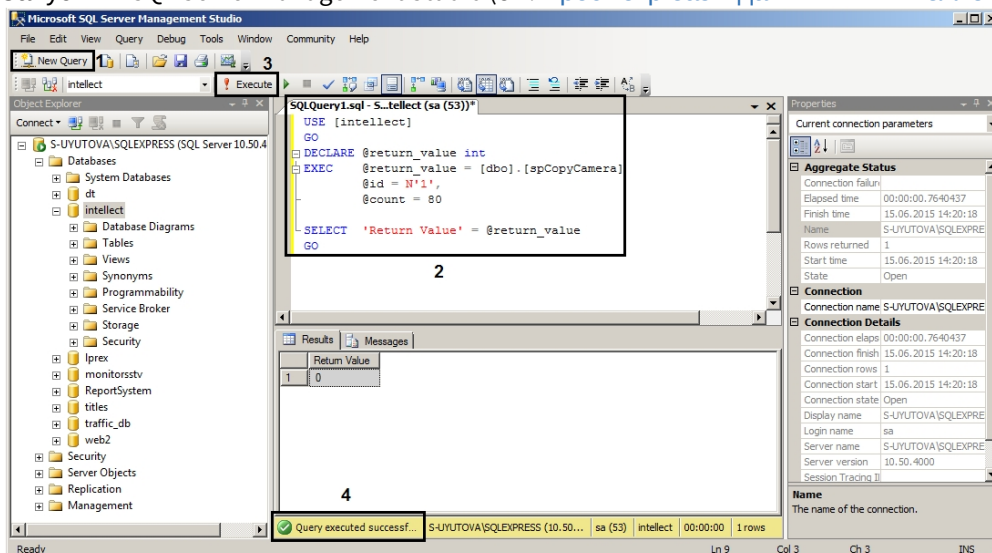 Microsoft SQL Server Management Studio
File Edit View Query Debug Tools Window Community Help
New Query 1
3
intellect
Execute
Object Explorer
Connect
S-UYUTOVA\SQLEXPRESS (SQL Server 10.50.4
Databases
System Databases
dt
intellect
Database Diagrams
Tables
Views
Synonyms
Programmability
Service Broker
Storage
Security
lprex
monitorsstv
ReportSystem
titles
traffic_db
web2
Security
Server Objects
Replication
Management
SQLQuery1.sql - S...tellect (sa (53))*
USE [intellect]
GO
DECLARE @return_value int
EXEC @return_value = [dbo].[spCopyCamera]
@id = N'1',
@count = 80
SELECT 'Return Value' = @return_value
GO
2
Results Messages
Return Value
1 0
4
Query executed successf...
S-UYUTOVA\SQLEXPRESS (10.50... sa (53) intellect 00:00:00 1 rows
Properties
Current connection parameters
Aggregate Status
Connection failur
Elapsed time 00:00:00.7640437
Finish time 15.06.2015 14:20:18
Name S-UYUTOVA\SQLEXPRE
Rows returned 1
Start time 15.06.2015 14:20:18
State Open
Connection
Connection name S-UYUTOVA\SQLEXPRE
Connection Details
Connection elaps 00:00:00.7640437
Connection finish 15.06.2015 14:20:18
Connection rows 1
Connection start 15.06.2015 14:20:18
Connection state Open
Display name S-UYUTOVA\SQLEXPRE
Login name sa
Server name S-UYUTOVA\SQLEXPRE
Server version 10.50.4000
Session Tracing I
Name
The name of the connection.
Ready
Ln 9 Col 3 Ch 3 INS